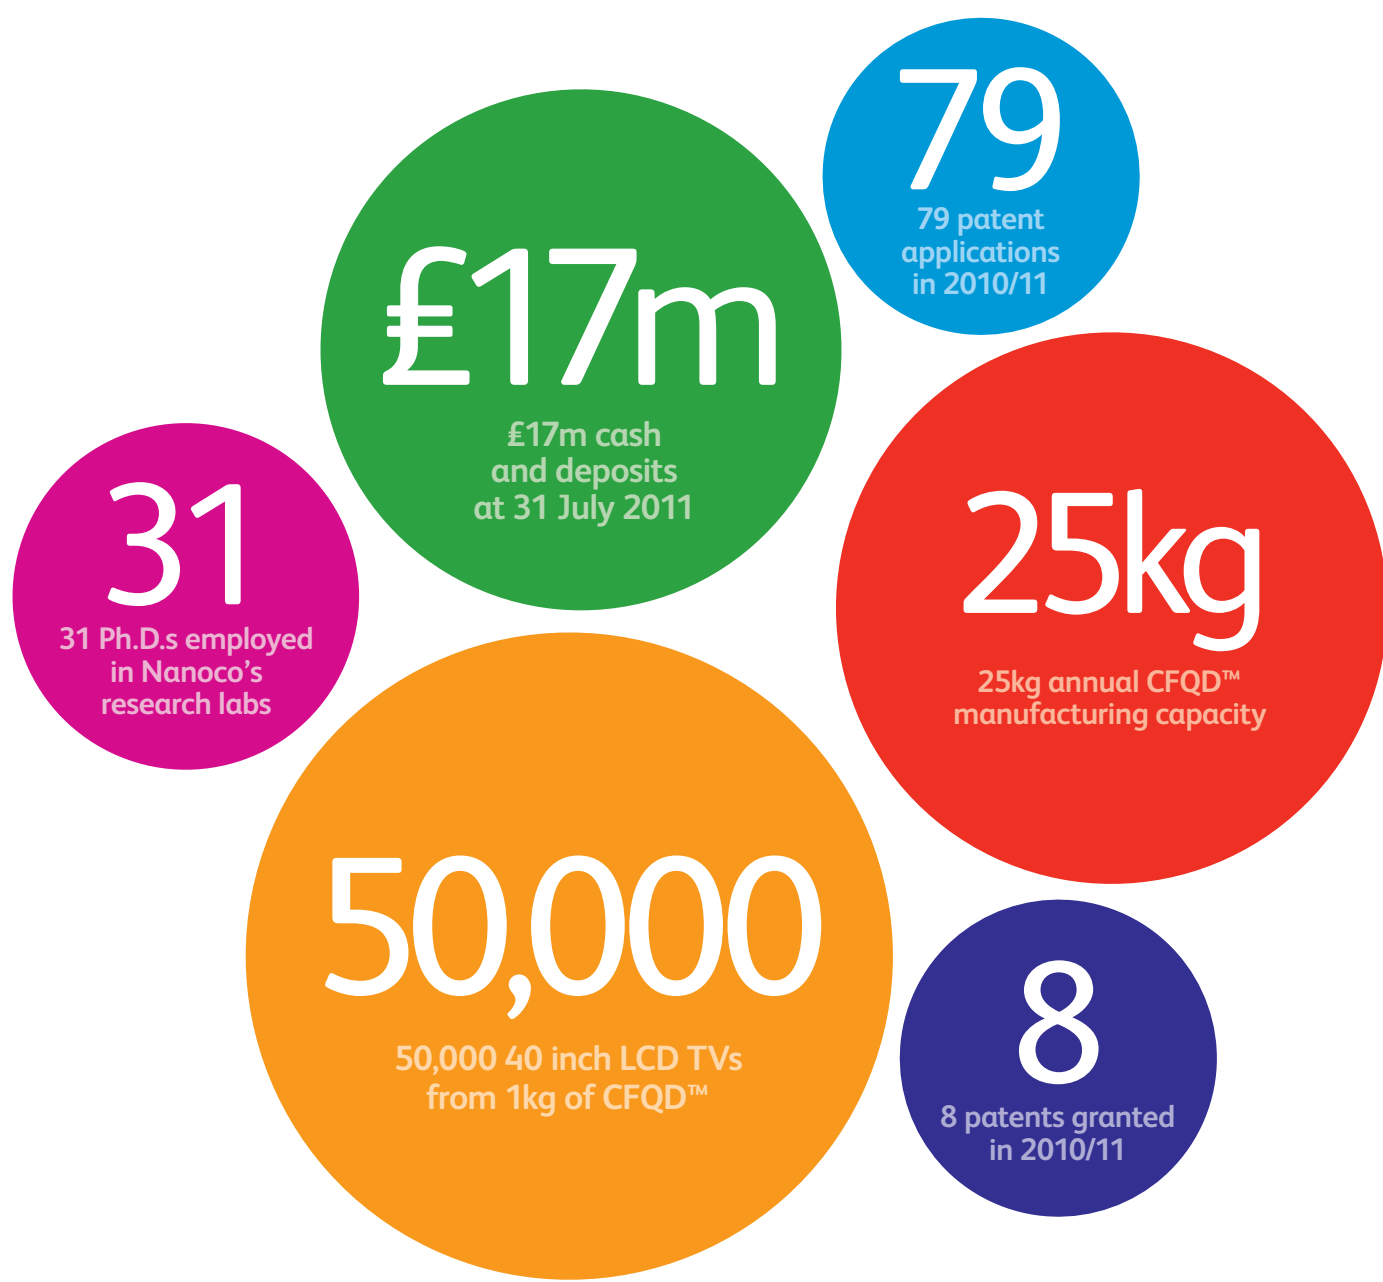 79
79 patent
applications
in 2010/11
£17m
£17m cash
and deposits
at 31 July 2011
31
31 Ph.D.s employed
in Nanoco’s
research labs
25kg
25kg annual CFQD™
manufacturing capacity
50,000
50,000 40 inch LCD TVs
from 1kg of CFQD™
8
8 patents granted
in 2010/11